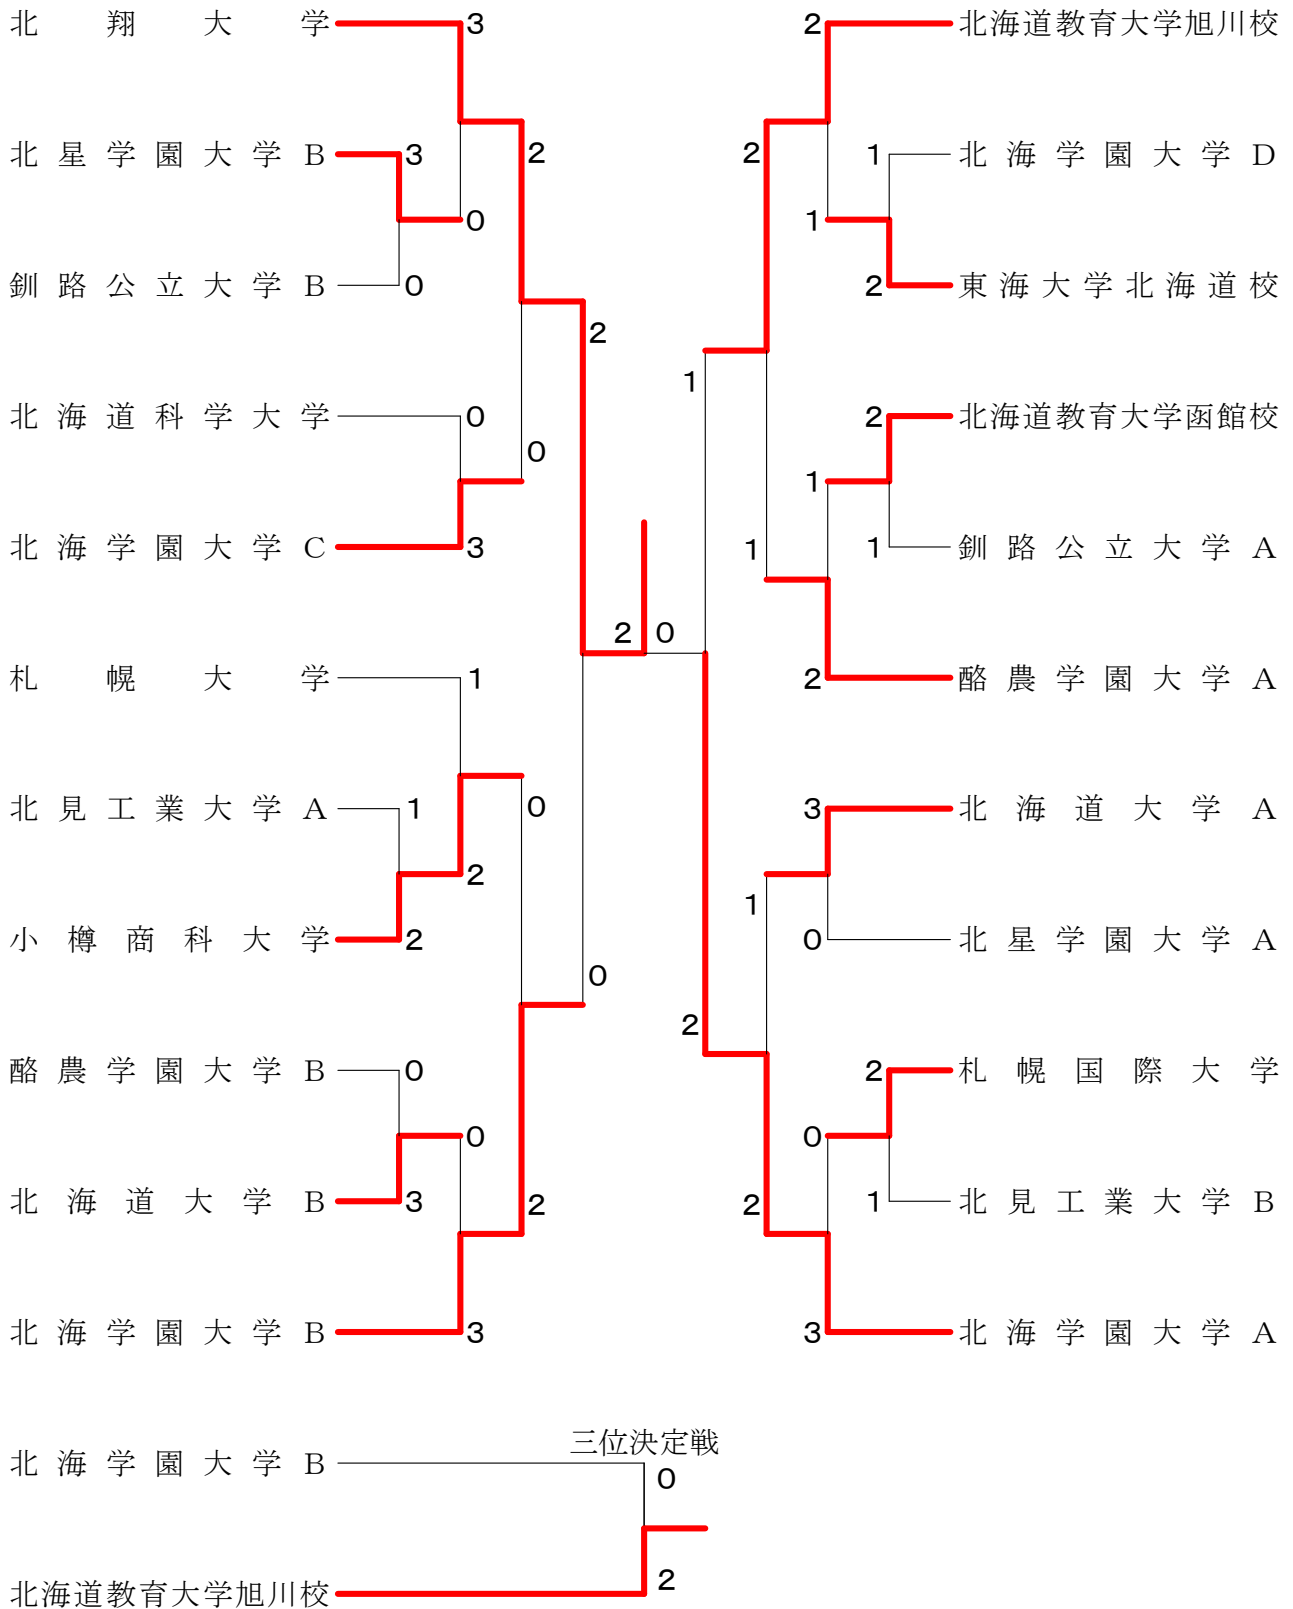 北翔大学 3
2 北海道教育大学旭川校
北星学園大学B 3
2
2
1 北海学園大学D
0
1
釧路公立大学B 0
2 東海大学北海道校
2
1
北海道科学大学 0
2 北海道教育大学函館校
0
1
北海学園大学C 3
1
1 釧路公立大学A
2 0
札幌大学 1
2 酪農学園大学A
北見工業大学A 1
0
3 北海道大学A
2
1
小樽商科大学 2
0 北星学園大学A
0
2
酪農学園大学B 0
2 札幌国際大学
0
0
北海道大学B 3
2
2
1 北見工業大学B
北海学園大学B 3
3 北海学園大学A
三位決定戦
北海学園大学B 0
北海道教育大学旭川校 2